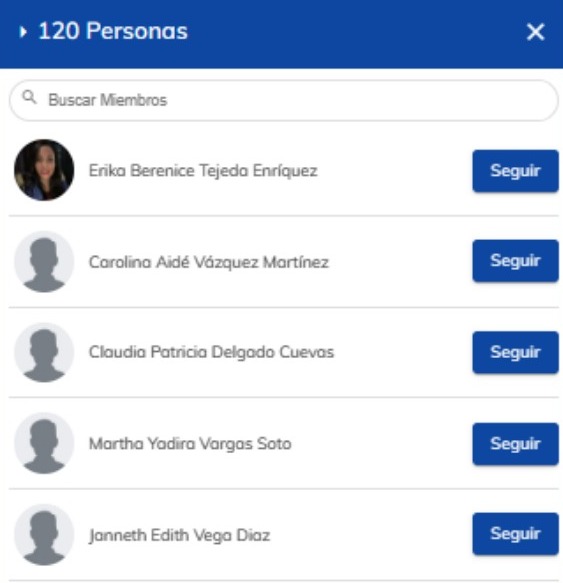 120 Personas
Buscar Miembros
Erika Berenice Tejeda Enríquez
Seguir
Carolina Aidé Vázquez Martínez
Seguir
Claudia Patricia Delgado Cuevas
Seguir
Martha Yadira Vargas Soto
Seguir
Janneth Edith Vega Diaz
Seguir